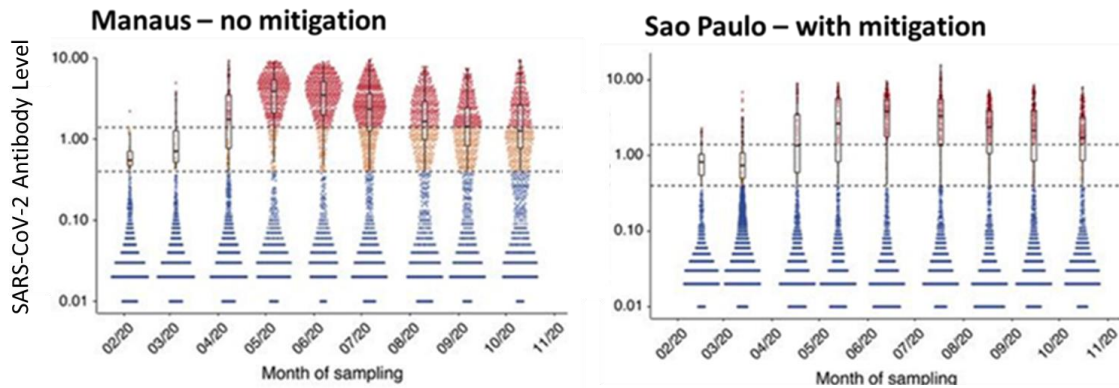 Manaus – no mitigation
SARS-CoV-2 Antibody Level
10.00
1.00
0.10
0.01
02/20 03/20 04/20 05/20 06/20 07/20 08/20 09/20 10/20 11/20
Month of sampling
Sao Paulo – with mitigation
10.00
1.00
0.10
0.01
02/20 03/20 04/20 05/20 06/20 07/20 08/20 09/20 10/20 11/20
Month of sampling